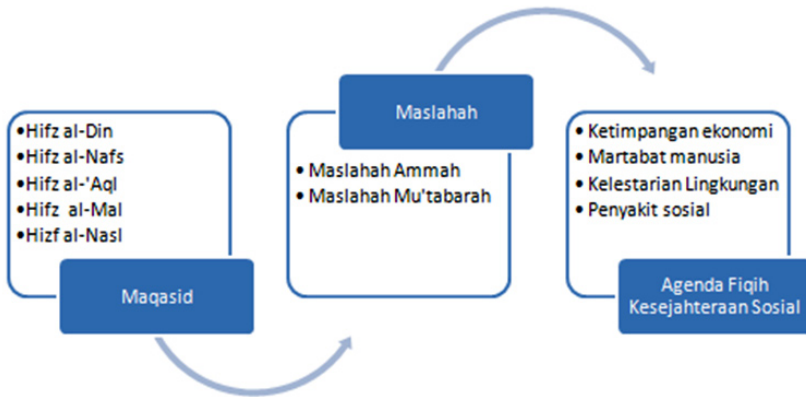 •Hifz al-Din
•Hifz al-Nafs
•Hifz al-'Aql
•Hifz al-Mal
•Hizf al-Nasl
Maqasid
Maslahah
• Maslahah Ammah
• Maslahah Mu'tabarah
• Ketimpangan ekonomi
• Martabat manusia
• Kelestarian Lingkungan
• Penyakit sosial
Agenda Fiqih
Kesejahteraan Sosial